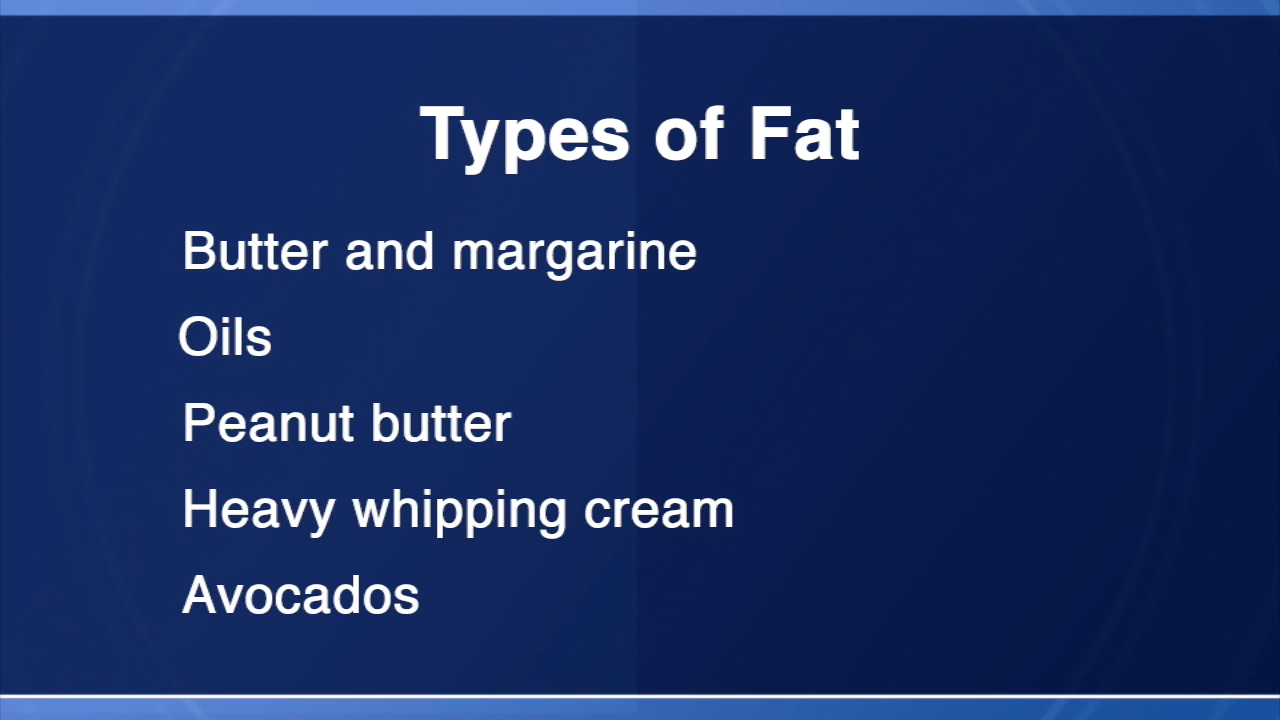 Types of Fat
Butter and margarine
Oils
Peanut butter
Heavy whipping cream
Avocados